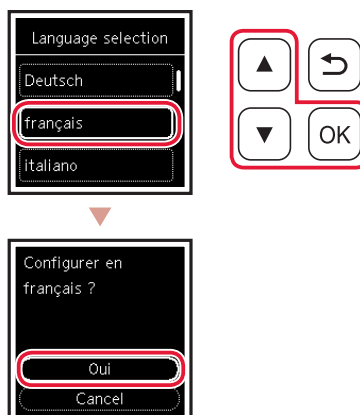 Language selection
Deutsch
français
italiano
OK
Configurer en
français ?
Oui
Cancel